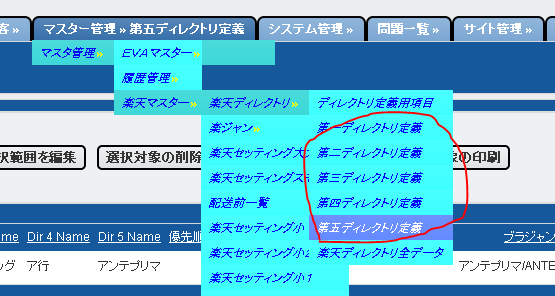 客 »
マスター管理 » 第五ディレクトリ定義
システム管理 »
問題一覧 »
サイト管理 »
マスタ管理»
EVAマスター»
履歴管理»
楽天マスター»
楽天ディレクトリ»
ディレクトリ定義用項目
楽ジャン»
第一ディレクトリ定義
楽天セッティング大
第二ディレクトリ定義
楽天セッティングス
第三ディレクトリ定義
配送前一覧
第四ディレクトリ定義
楽天セッティング小
第五ディレクトリ定義
楽天セッティング小
楽天ディレクトリ全データ
楽天セッティング小1
択範囲を編集
選択対象の削除
の印刷
me
Dir 4 Name
Dir 5 Name
優先順
ブラジャン
ッグ
ア行
アンテプリマ
アンテプリマ/ANTE